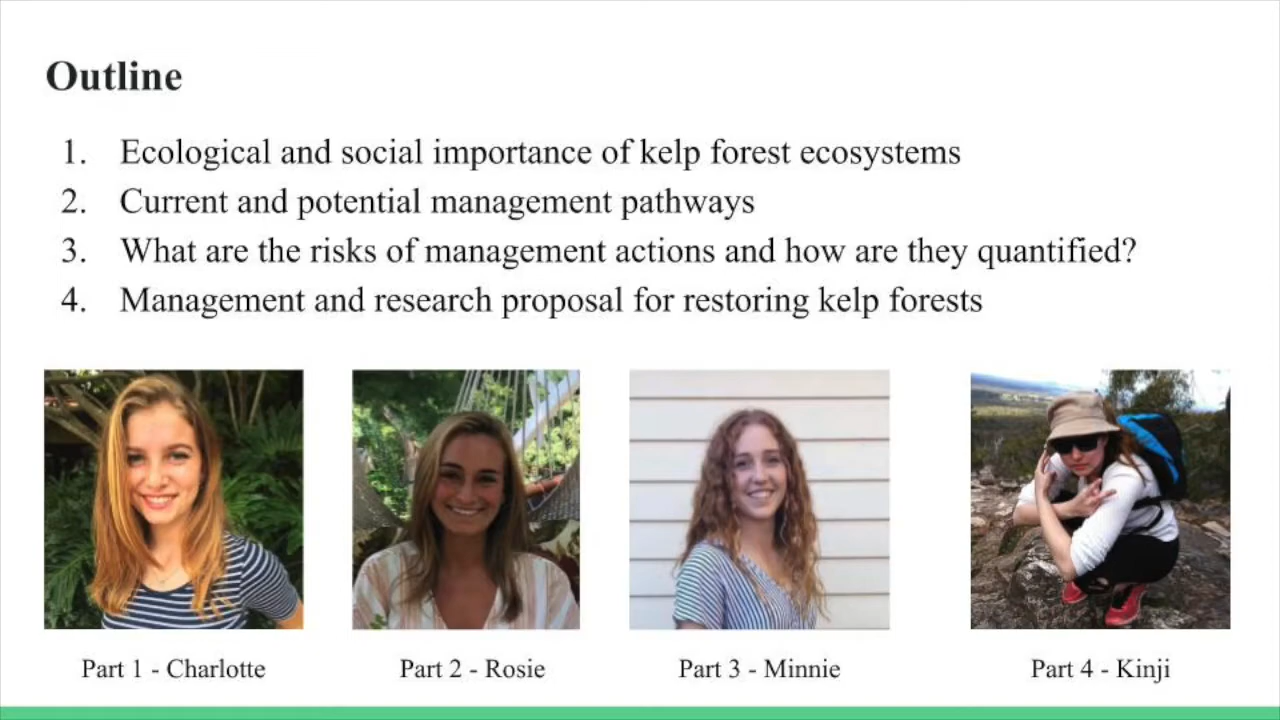 Outline
1. Ecological and social importance of kelp forest ecosystems
2. Current and potential management pathways
3. What are the risks of management actions and how are they quantified?
4. Management and research proposal for restoring kelp forests
Part 1 - Charlotte
Part 2 - Rosie
Part 3 - Minnie
Part 4 - Kinji